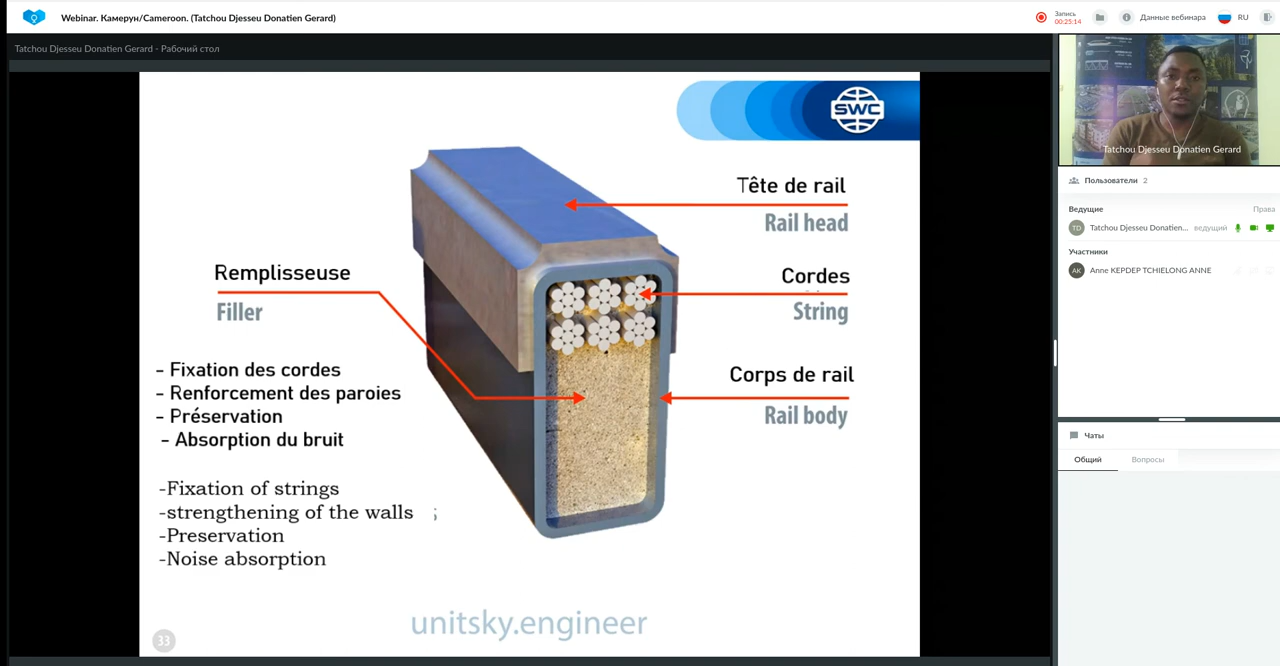 Webinar. Камерун/Cameroon. (Tatchou Djesseu Donatien Gerard)
Запись
00:25:14
Данные вебинара
RU
Tatchou Djesseu Donatien Gerard - Рабочий стол
SWC
Tête de rail
Rail head
Remplisseuse
Filler
Cordes
String
Corps de rail
Rail body
- Fixation des cordes
- Renforcement des paroies
- Préservation
- Absorption du bruit
-Fixation of strings
-strengthening of the walls
-Preservation
-Noise absorption
unitsky.engineer
33
Tatchou Djesseu Donatien Gerard
Пользователи 2
Ведущие Права
TD Tatchou Djesseu Donatien... ведущий
Участники
AK Anne KEPDEP TCHIELONG ANNE
Чаты
Общий Вопросы